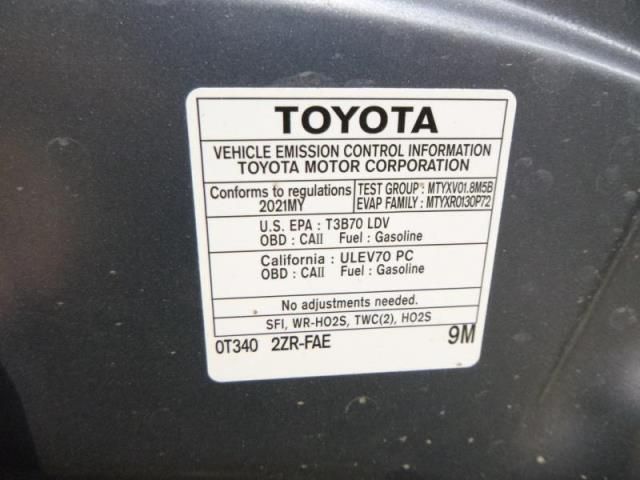 TOYOTA
VEHICLE EMISSION CONTROL INFORMATION
TOYOTA MOTOR CORPORATION
Conforms to regulations
2021MY
TEST GROUP : MTYXV01.8M5B
EVAP FAMILY : MTYXR0130P72
U.S. EPA : T3B70 LDV
OBD : CAII Fuel : Gasoline
California : ULEV70 PC
OBD : CAII Fuel : Gasoline
No adjustments needed.
SFI, WR-HO2S, TWC(2), HO2S
0T340 2ZR-FAE 9M